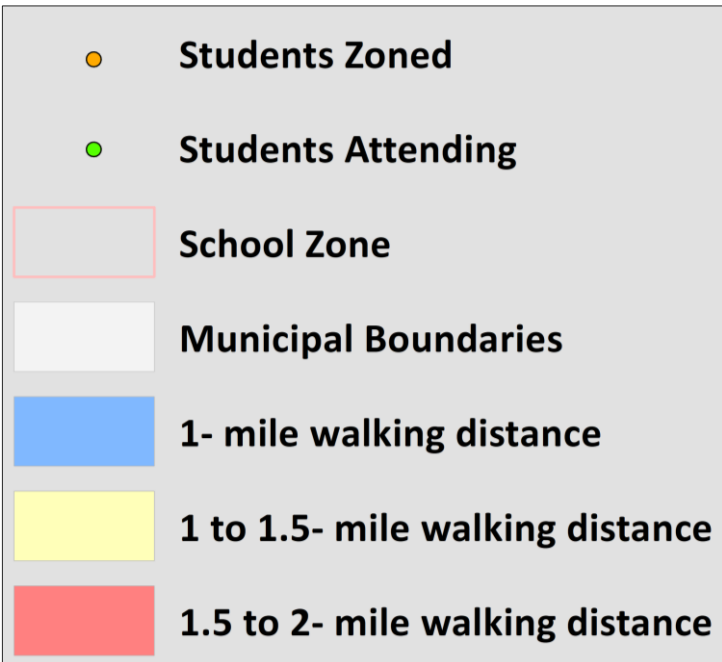 Students Zoned
Students Attending
School Zone
Municipal Boundaries
1- mile walking distance
1 to 1.5- mile walking distance
1.5 to 2- mile walking distance